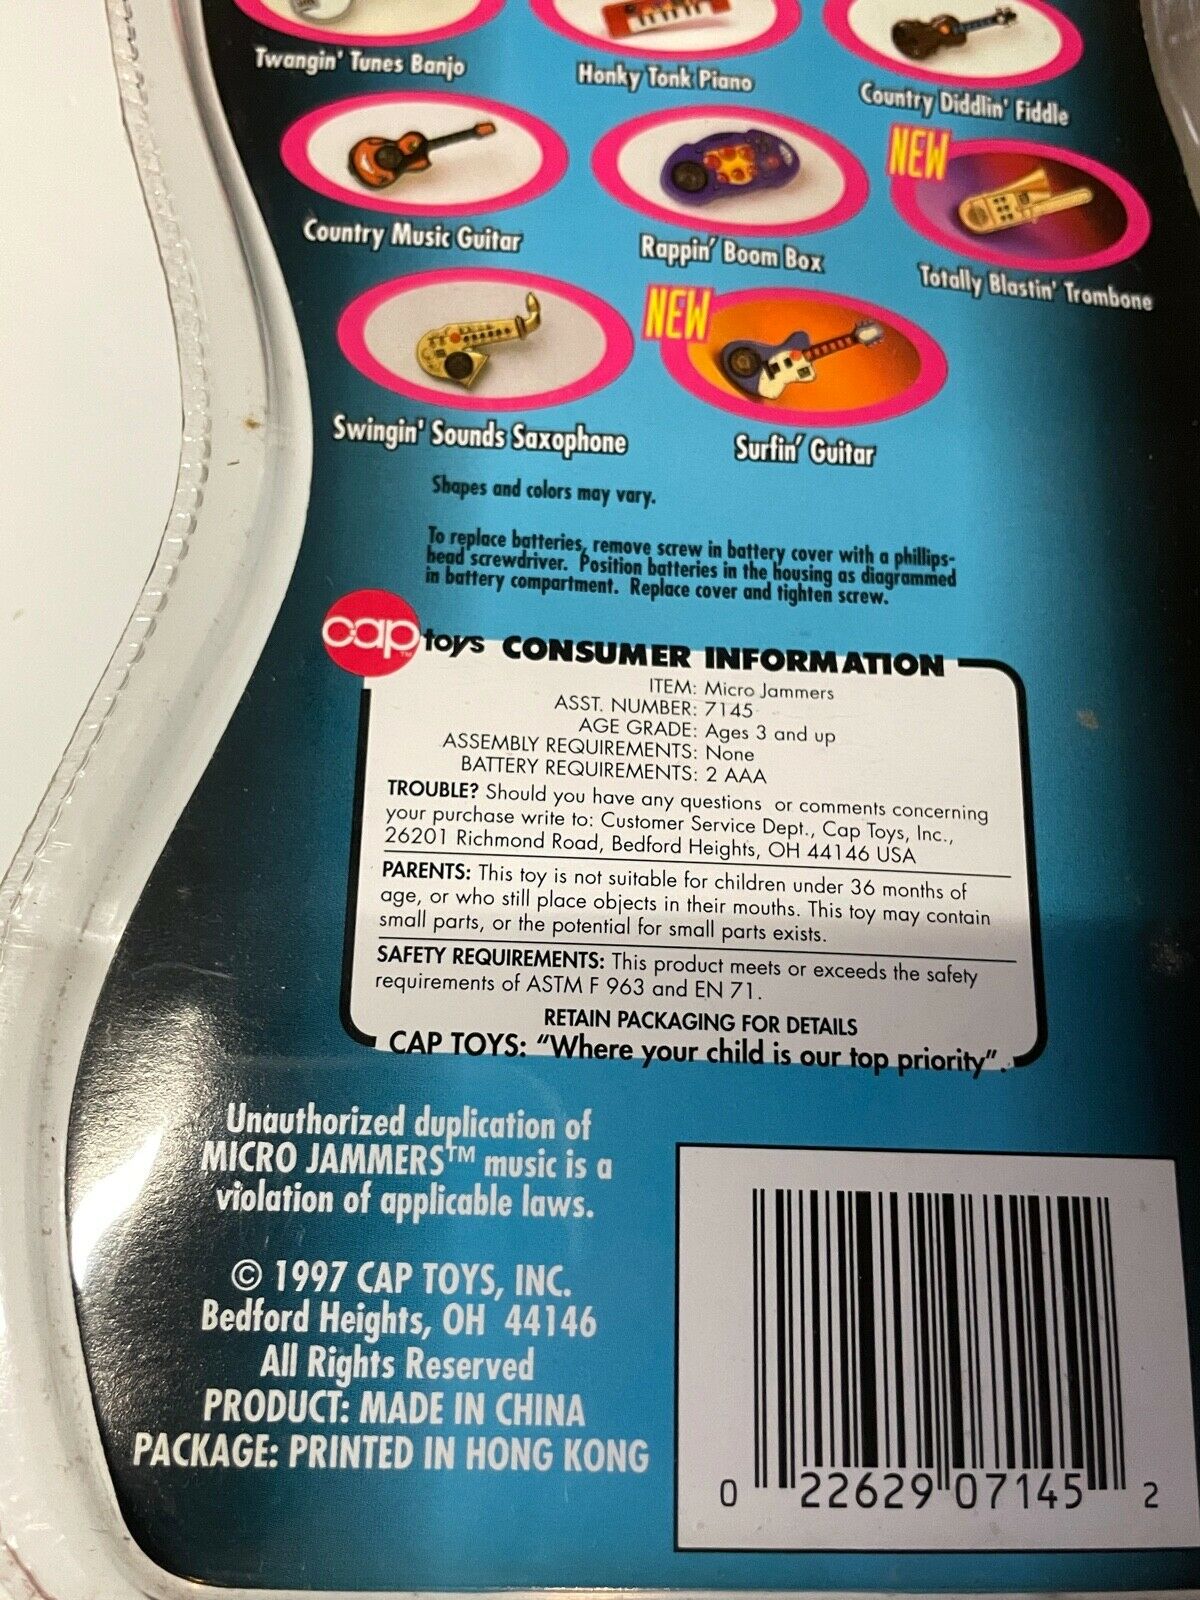 Twangin' Tunes Banjo
Honky Tonk Piano
Country Diddlin' Fiddle
Country Music Guitar
Rappin' Boom Box
NEW
Totally Blastin' Trombone
Swingin' Sounds Saxophone
NEW
Surfin' Guitar
Shapes and colors may vary.
To replace batteries, remove screw in battery cover with a phillips-
head screwdriver. Position batteries in the housing as diagrammed
in battery compartment. Replace cover and tighten screw.
cap™ toys CONSUMER INFORMATION
ITEM: Micro Jammers
ASST. NUMBER: 7145
AGE GRADE: Ages 3 and up
ASSEMBLY REQUIREMENTS: None
BATTERY REQUIREMENTS: 2 AAA
TROUBLE? Should you have any questions or comments concerning
your purchase write to: Customer Service Dept., Cap Toys, Inc.,
26201 Richmond Road, Bedford Heights, OH 44146 USA
PARENTS: This toy is not suitable for children under 36 months of
age, or who still place objects in their mouths. This toy may contain
small parts, or the potential for small parts exists.
SAFETY REQUIREMENTS: This product meets or exceeds the safety
requirements of ASTM F 963 and EN 71.
RETAIN PACKAGING FOR DETAILS
CAP TOYS: “Where your child is our top priority”.
Unauthorized duplication of
MICRO JAMMERS™ music is a
violation of applicable laws.
© 1997 CAP TOYS, INC.
Bedford Heights, OH 44146
All Rights Reserved
PRODUCT: MADE IN CHINA
PACKAGE: PRINTED IN HONG KONG
0 22629 07145 2